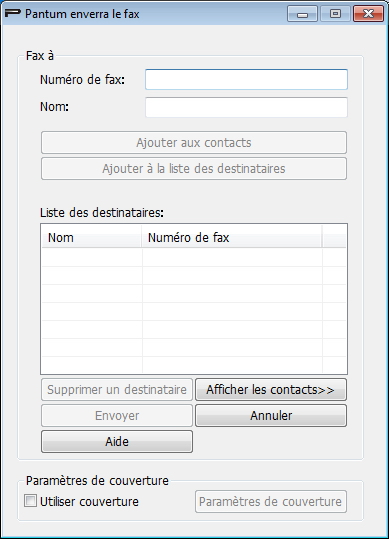 Pantum enverra le fax
Fax à
Numéro de fax:
Nom:
Ajouter aux contacts
Ajouter à la liste des destinataires
Liste des destinataires:
Nom Numéro de fax
Supprimer un destinataire Afficher les contacts>>
Envoyer Annuler
Aide
Paramètres de couverture
Utiliser couverture Paramètres de couverture